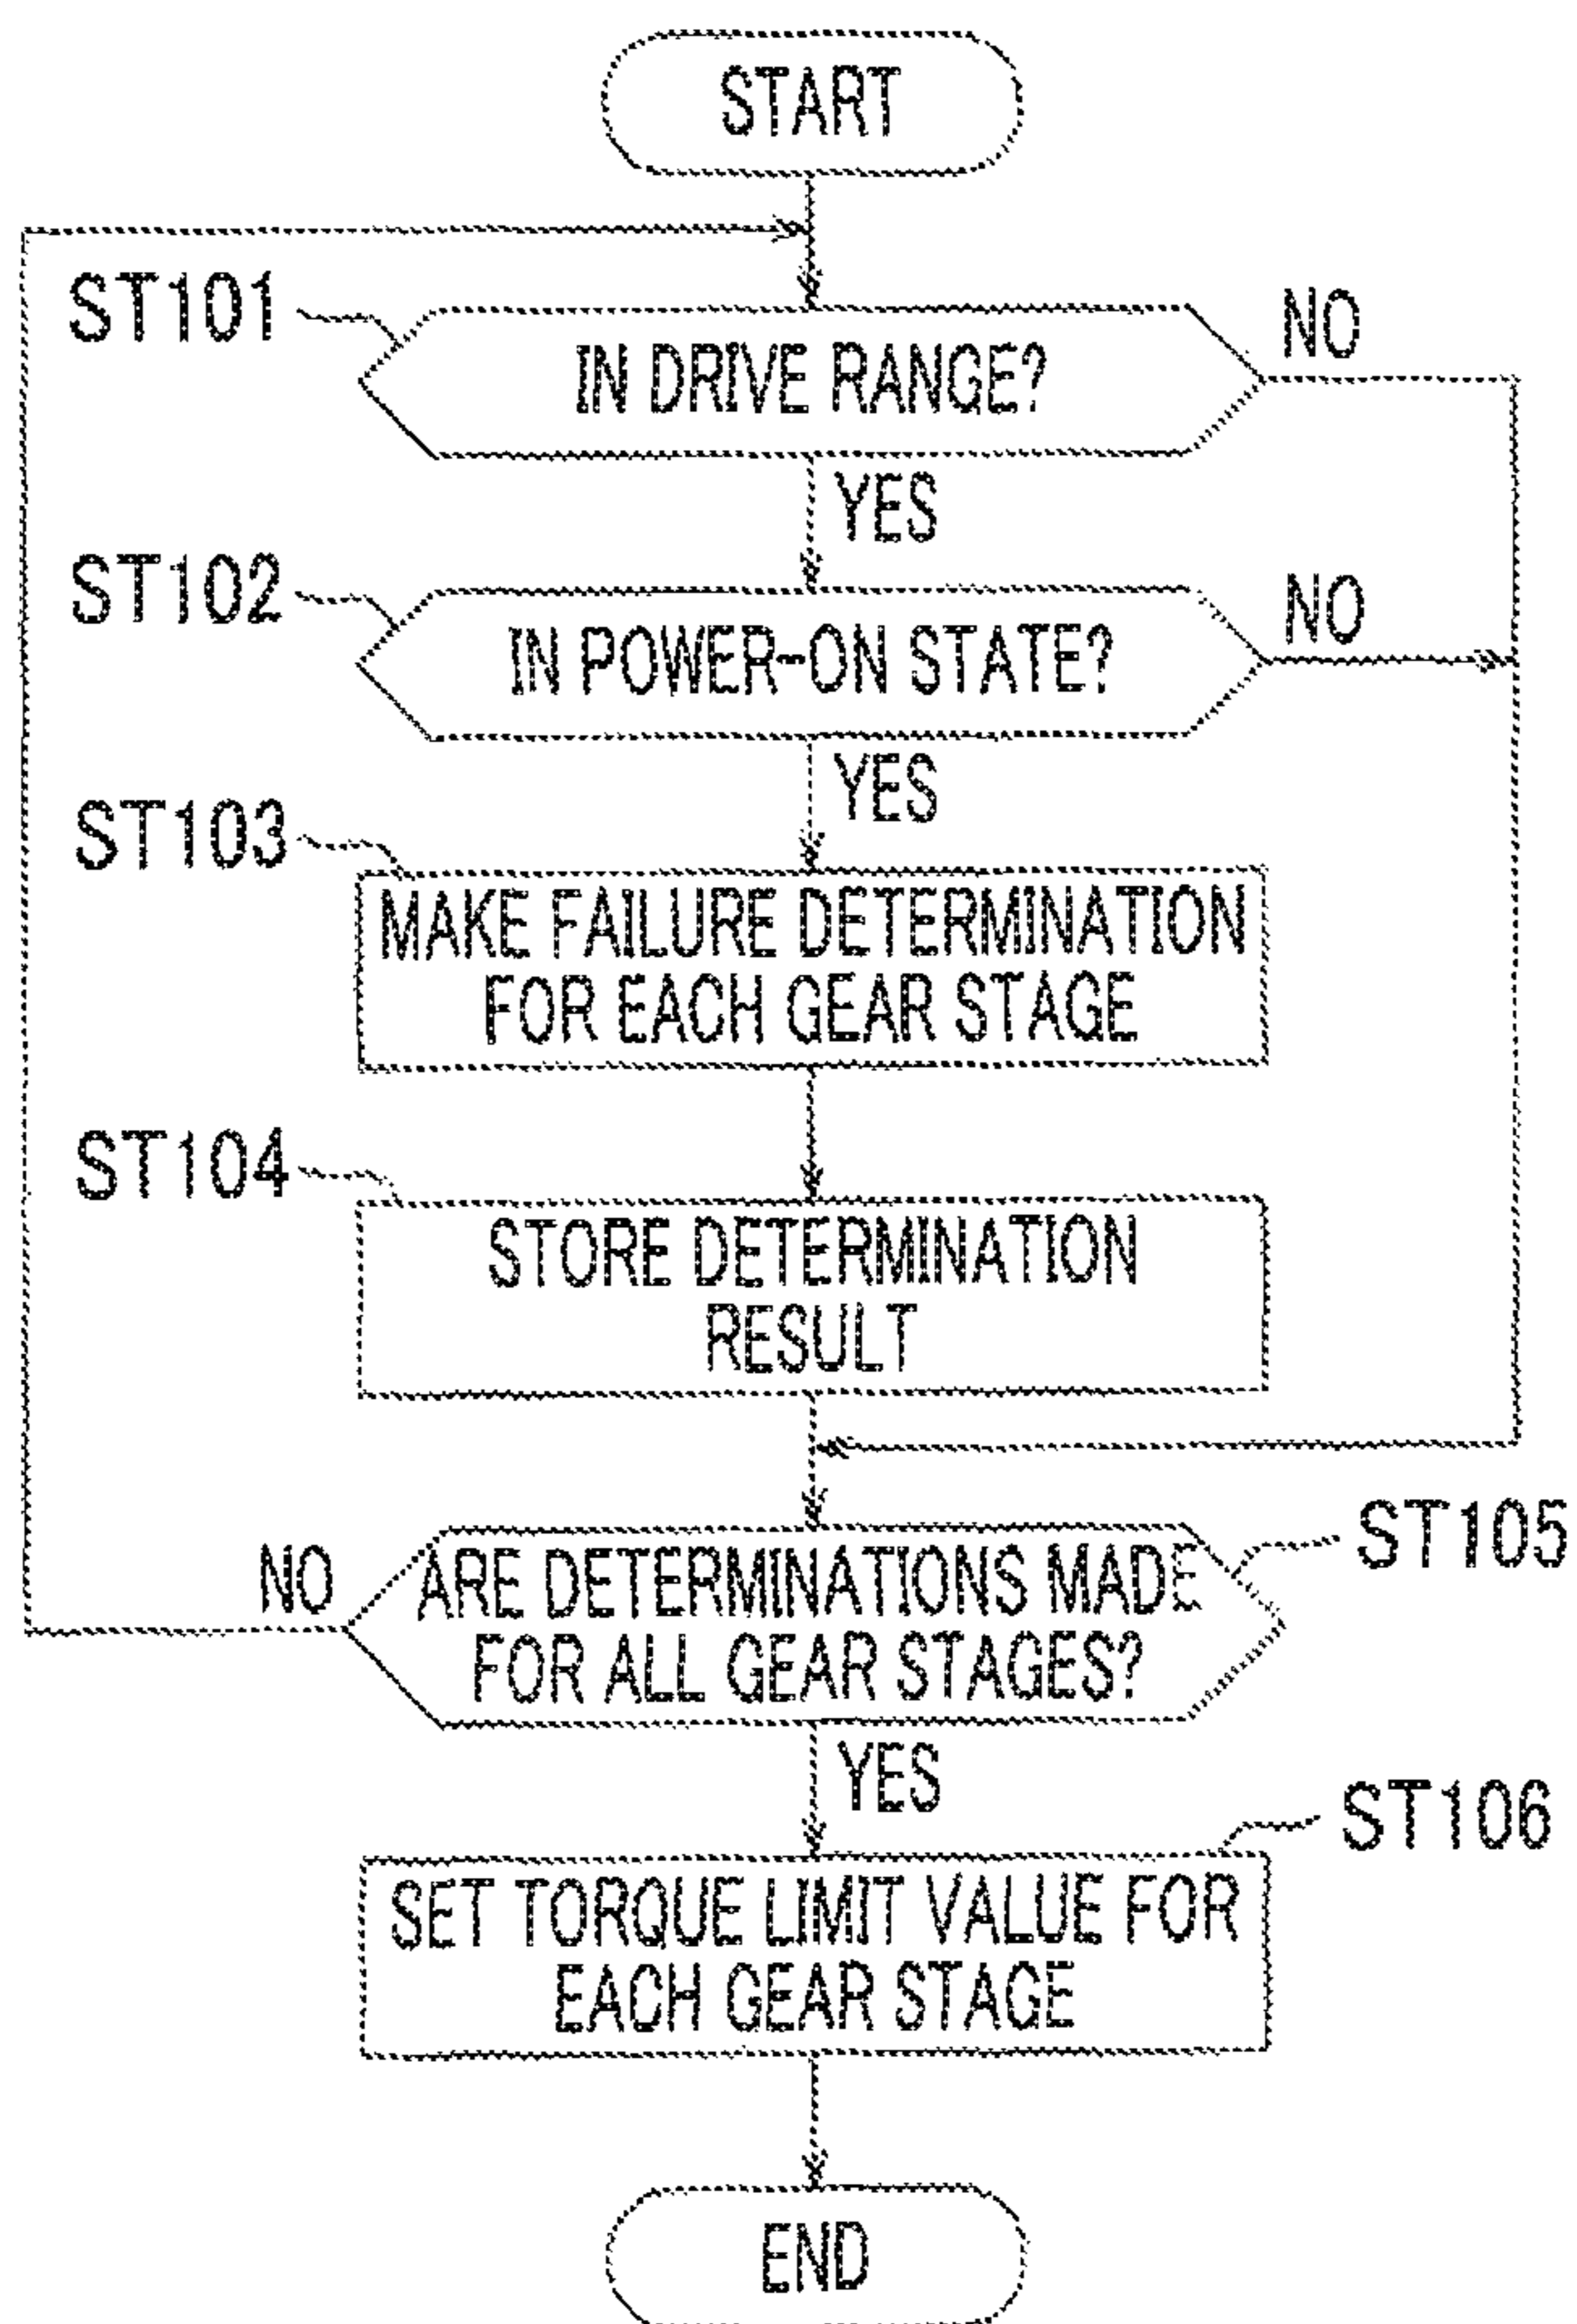 START
ST101
IN DRIVE RANGE?
NO
YES
ST102
IN POWER-ON STATE?
NO
YES
ST103
MAKE FAILURE DETERMINATION
FOR EACH GEAR STAGE
ST104
STORE DETERMINATION
RESULT
ST105
NO
ARE DETERMINATIONS MADE
FOR ALL GEAR STAGES?
YES
ST106
SET TORQUE LIMIT VALUE FOR
EACH GEAR STAGE
END